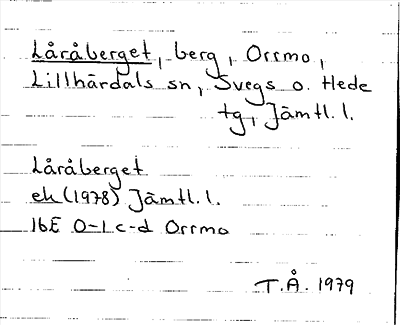 Låråberget, berg, Orrmo,
Lillhärdals sn, Svegs o. Hede
tg, Jämtl. l.
Låråberget
ek (1978) Jämtl. l.
16E 0-1 c-d Orrmo
T.Å. 1979